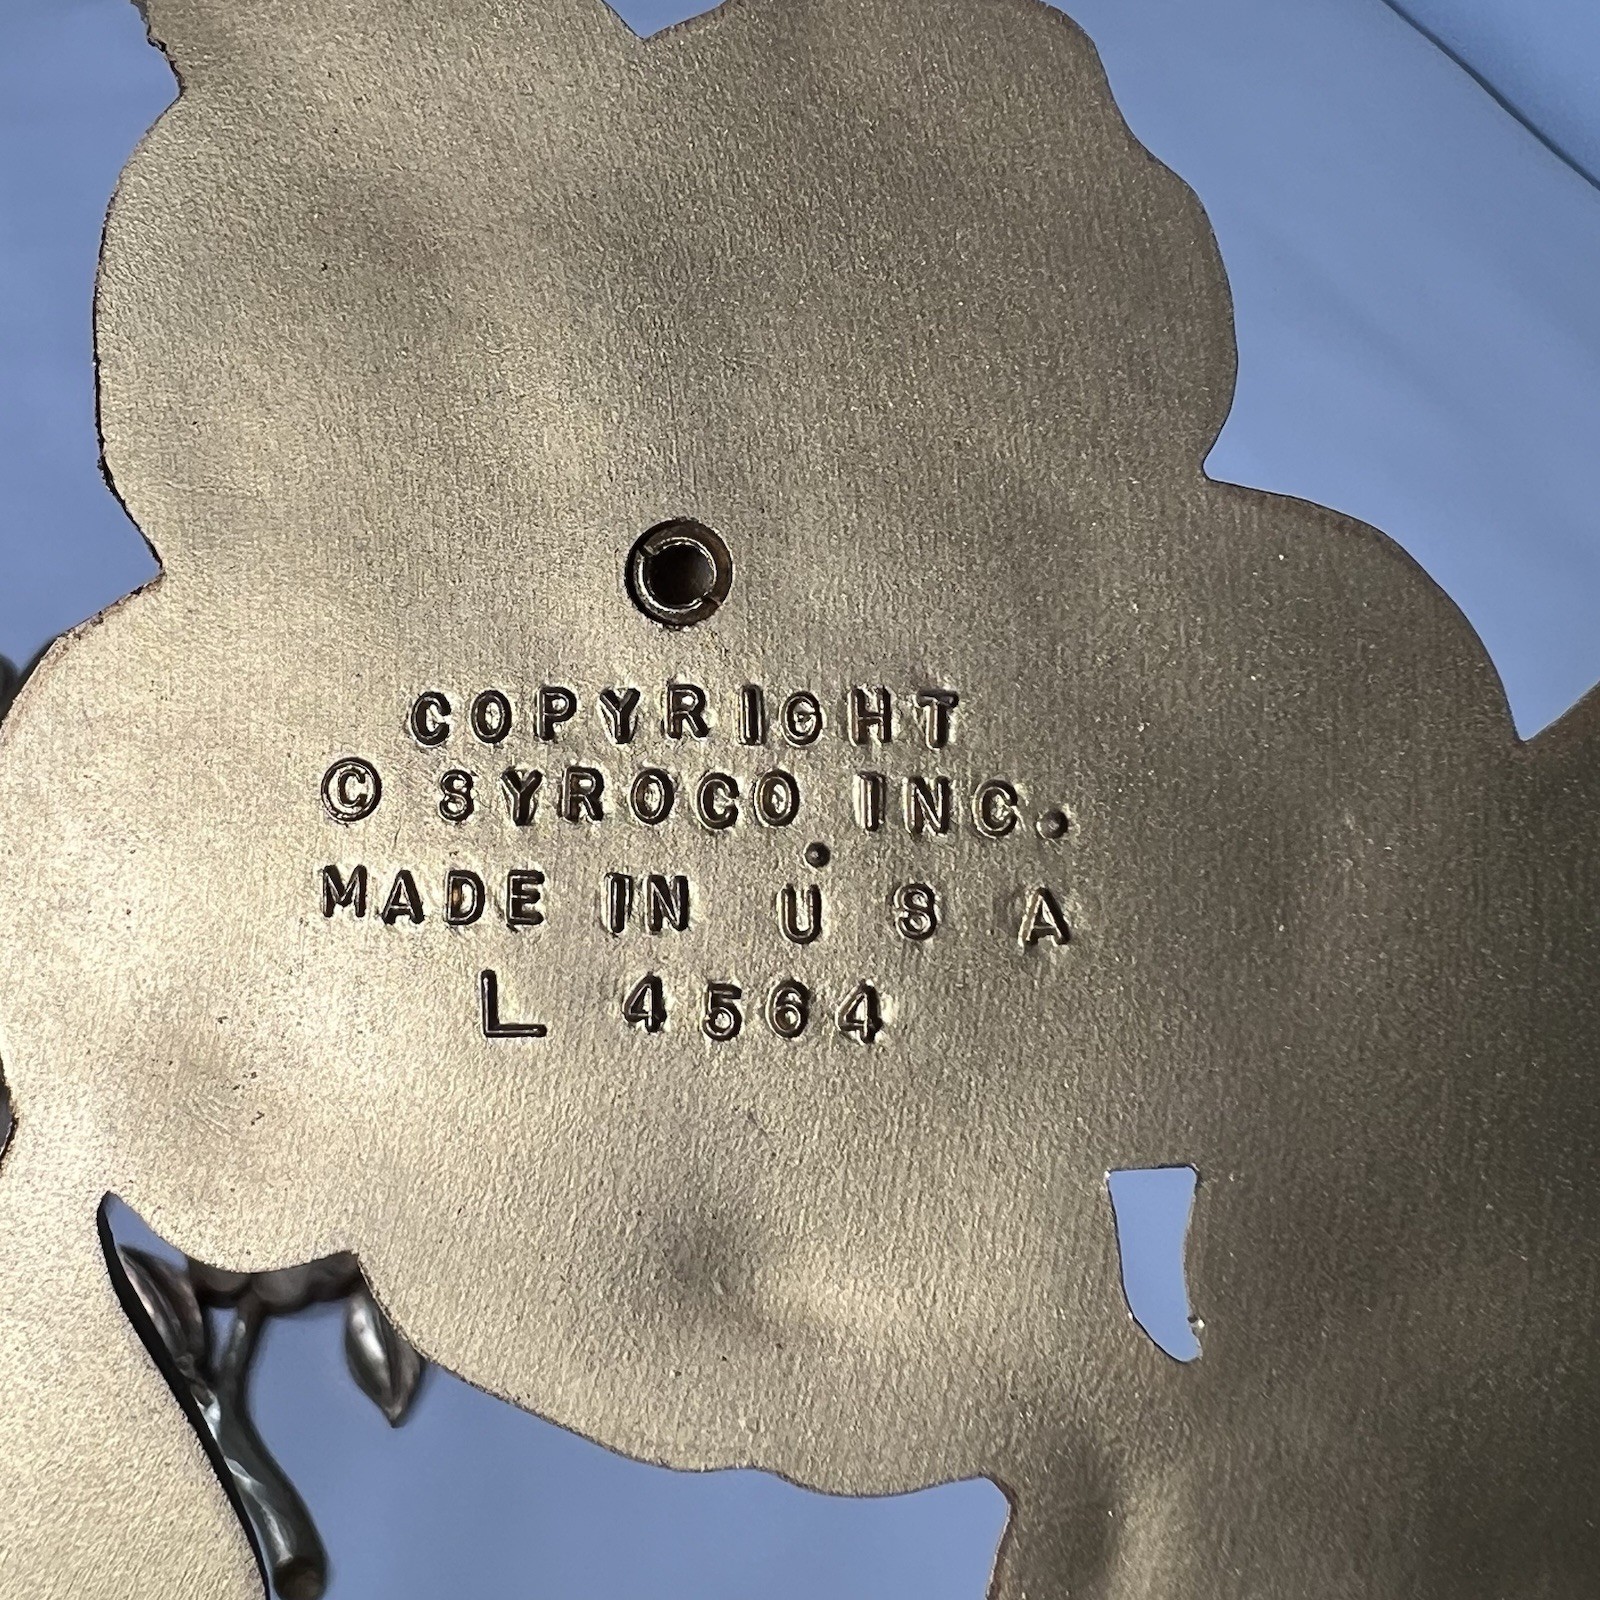 COPYRIGHT
© SYROCO INC.
MADE IN U S A
L 4564